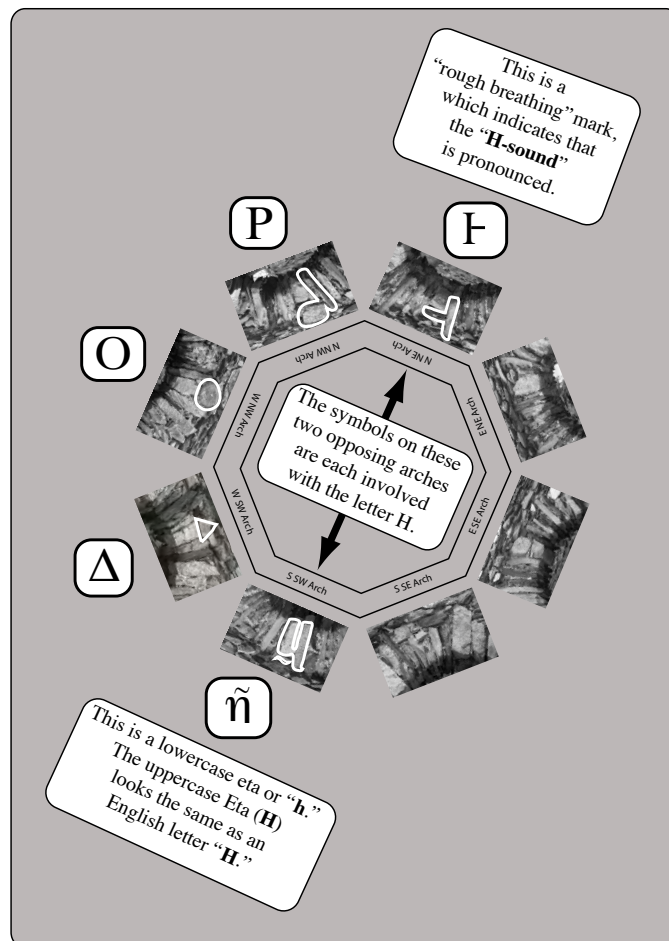 This is a
“rough breathing” mark,
which indicates that
the “H-sound”
is pronounced.
P
Ͱ
O
Δ
η̃
N NW Arch
N NE Arch
W NW Arch
E NE Arch
The symbols on these
two opposing arches
are each involved
with the letter H.
W SW Arch
E SE Arch
S SW Arch
S SE Arch
This is a lowercase eta or “h.”
The uppercase Eta (H)
looks the same as an
English letter “H.”